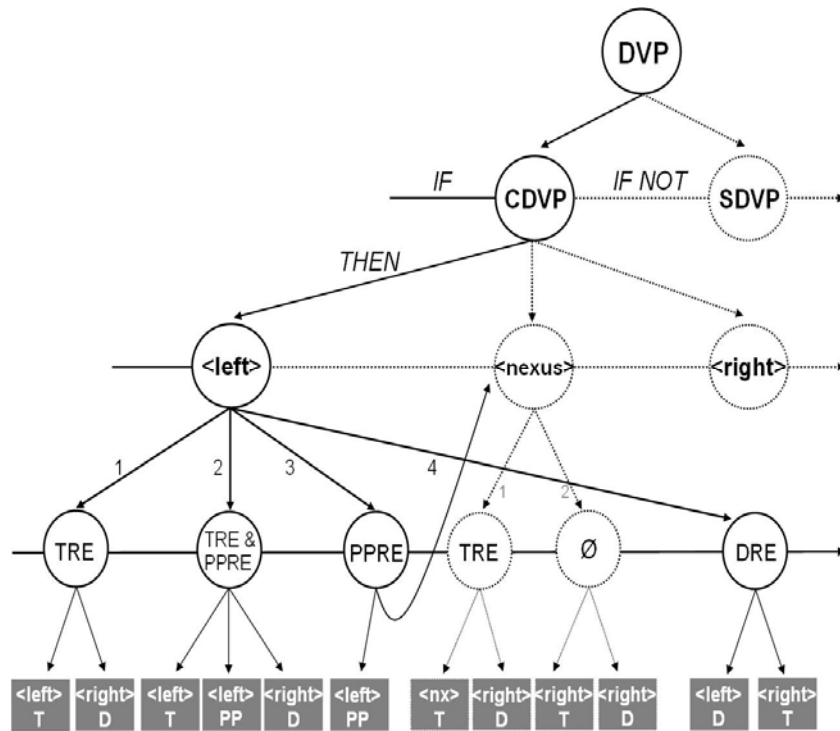 DVP
IF
CDVP
IF NOT
SDVP
THEN
<left>
<nexus>
<right>
1
2
3
4
1
2
TRE
TRE &
PPRE
PPRE
TRE
Ø
DRE
<left>
T
<right>
D
<left>
T
<left>
PP
<right>
D
<left>
PP
<nx>
T
<right>
D
<right>
T
<right>
D
<left>
D
<right>
T